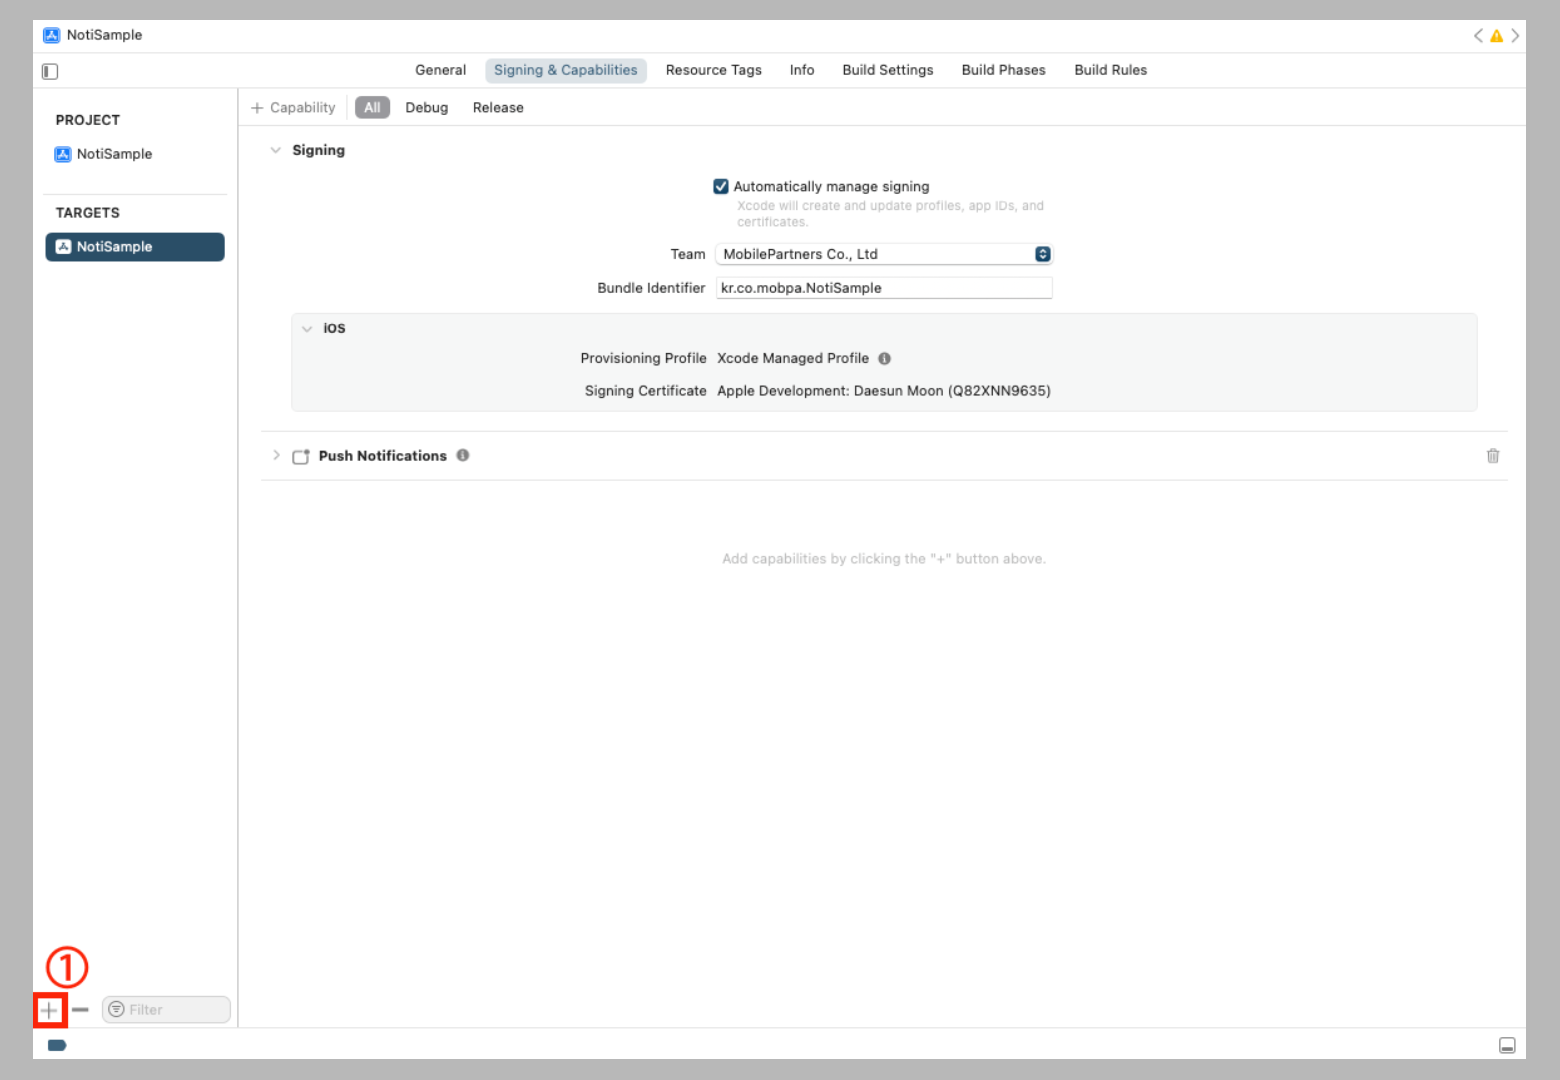 NotiSample
General Signing & Capabilities Resource Tags Info Build Settings Build Phases Build Rules
+ Capability All Debug Release
PROJECT
NotiSample
TARGETS
NotiSample
Signing
Automatically manage signing
Xcode will create and update profiles, app IDs, and
certificates.
Team MobilePartners Co., Ltd
Bundle Identifier kr.co.mobpa.NotiSample
iOS
Provisioning Profile Xcode Managed Profile
Signing Certificate Apple Development: Daesun Moon (Q82XNN9635)
Push Notifications
Add capabilities by clicking the "+" button above.
①
+ − Filter